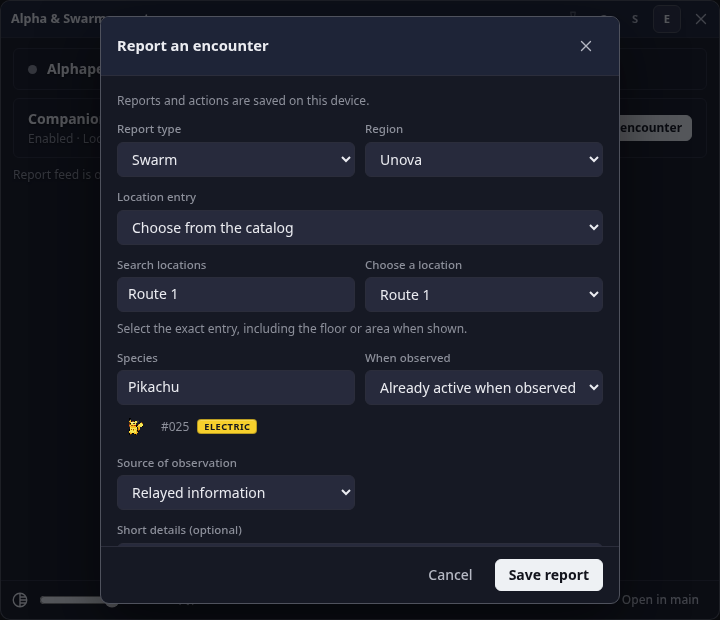 Alpha & Swarm
S
E
Report an encounter
Alphape
Companio
Enabled · Loc
encounter
Report feed is o
Reports and actions are saved on this device.
Report type
Region
Swarm
Unova
Location entry
Choose from the catalog
Search locations
Choose a location
Route 1
Route 1
Select the exact entry, including the floor or area when shown.
Species
When observed
Pikachu
Already active when observed
#025
ELECTRIC
Source of observation
Relayed information
Short details (optional)
Cancel
Save report
Open in main